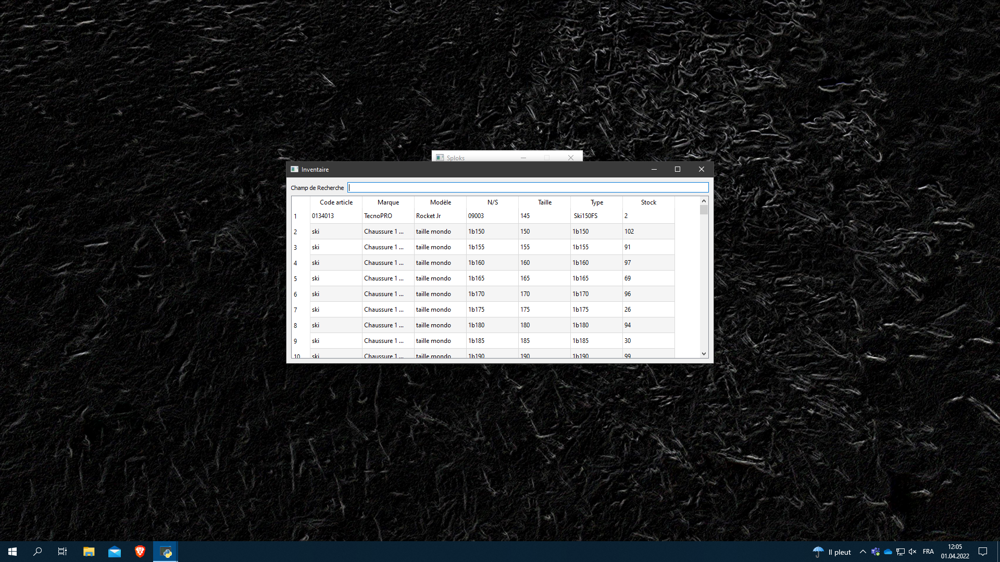 Sploks
Inventaire
Champ de Recherche
Code article Marque Modèle N/S Taille Type Stock
1 0134013 TecnoPRO Rocket Jr 09003 145 Ski150FS 2
2 ski Chaussure 1 ... taille mondo 1b150 150 1b150 102
3 ski Chaussure 1 ... taille mondo 1b155 155 1b155 91
4 ski Chaussure 1 ... taille mondo 1b160 160 1b160 97
5 ski Chaussure 1 ... taille mondo 1b165 165 1b165 69
6 ski Chaussure 1 ... taille mondo 1b170 170 1b170 96
7 ski Chaussure 1 ... taille mondo 1b175 175 1b175 26
8 ski Chaussure 1 ... taille mondo 1b180 180 1b180 94
9 ski Chaussure 1 ... taille mondo 1b185 185 1b185 30
10 ski Chaussure 1 ... taille mondo 1b190 190 1b190 99
Il pleut FRA 12:05
01.04.2022